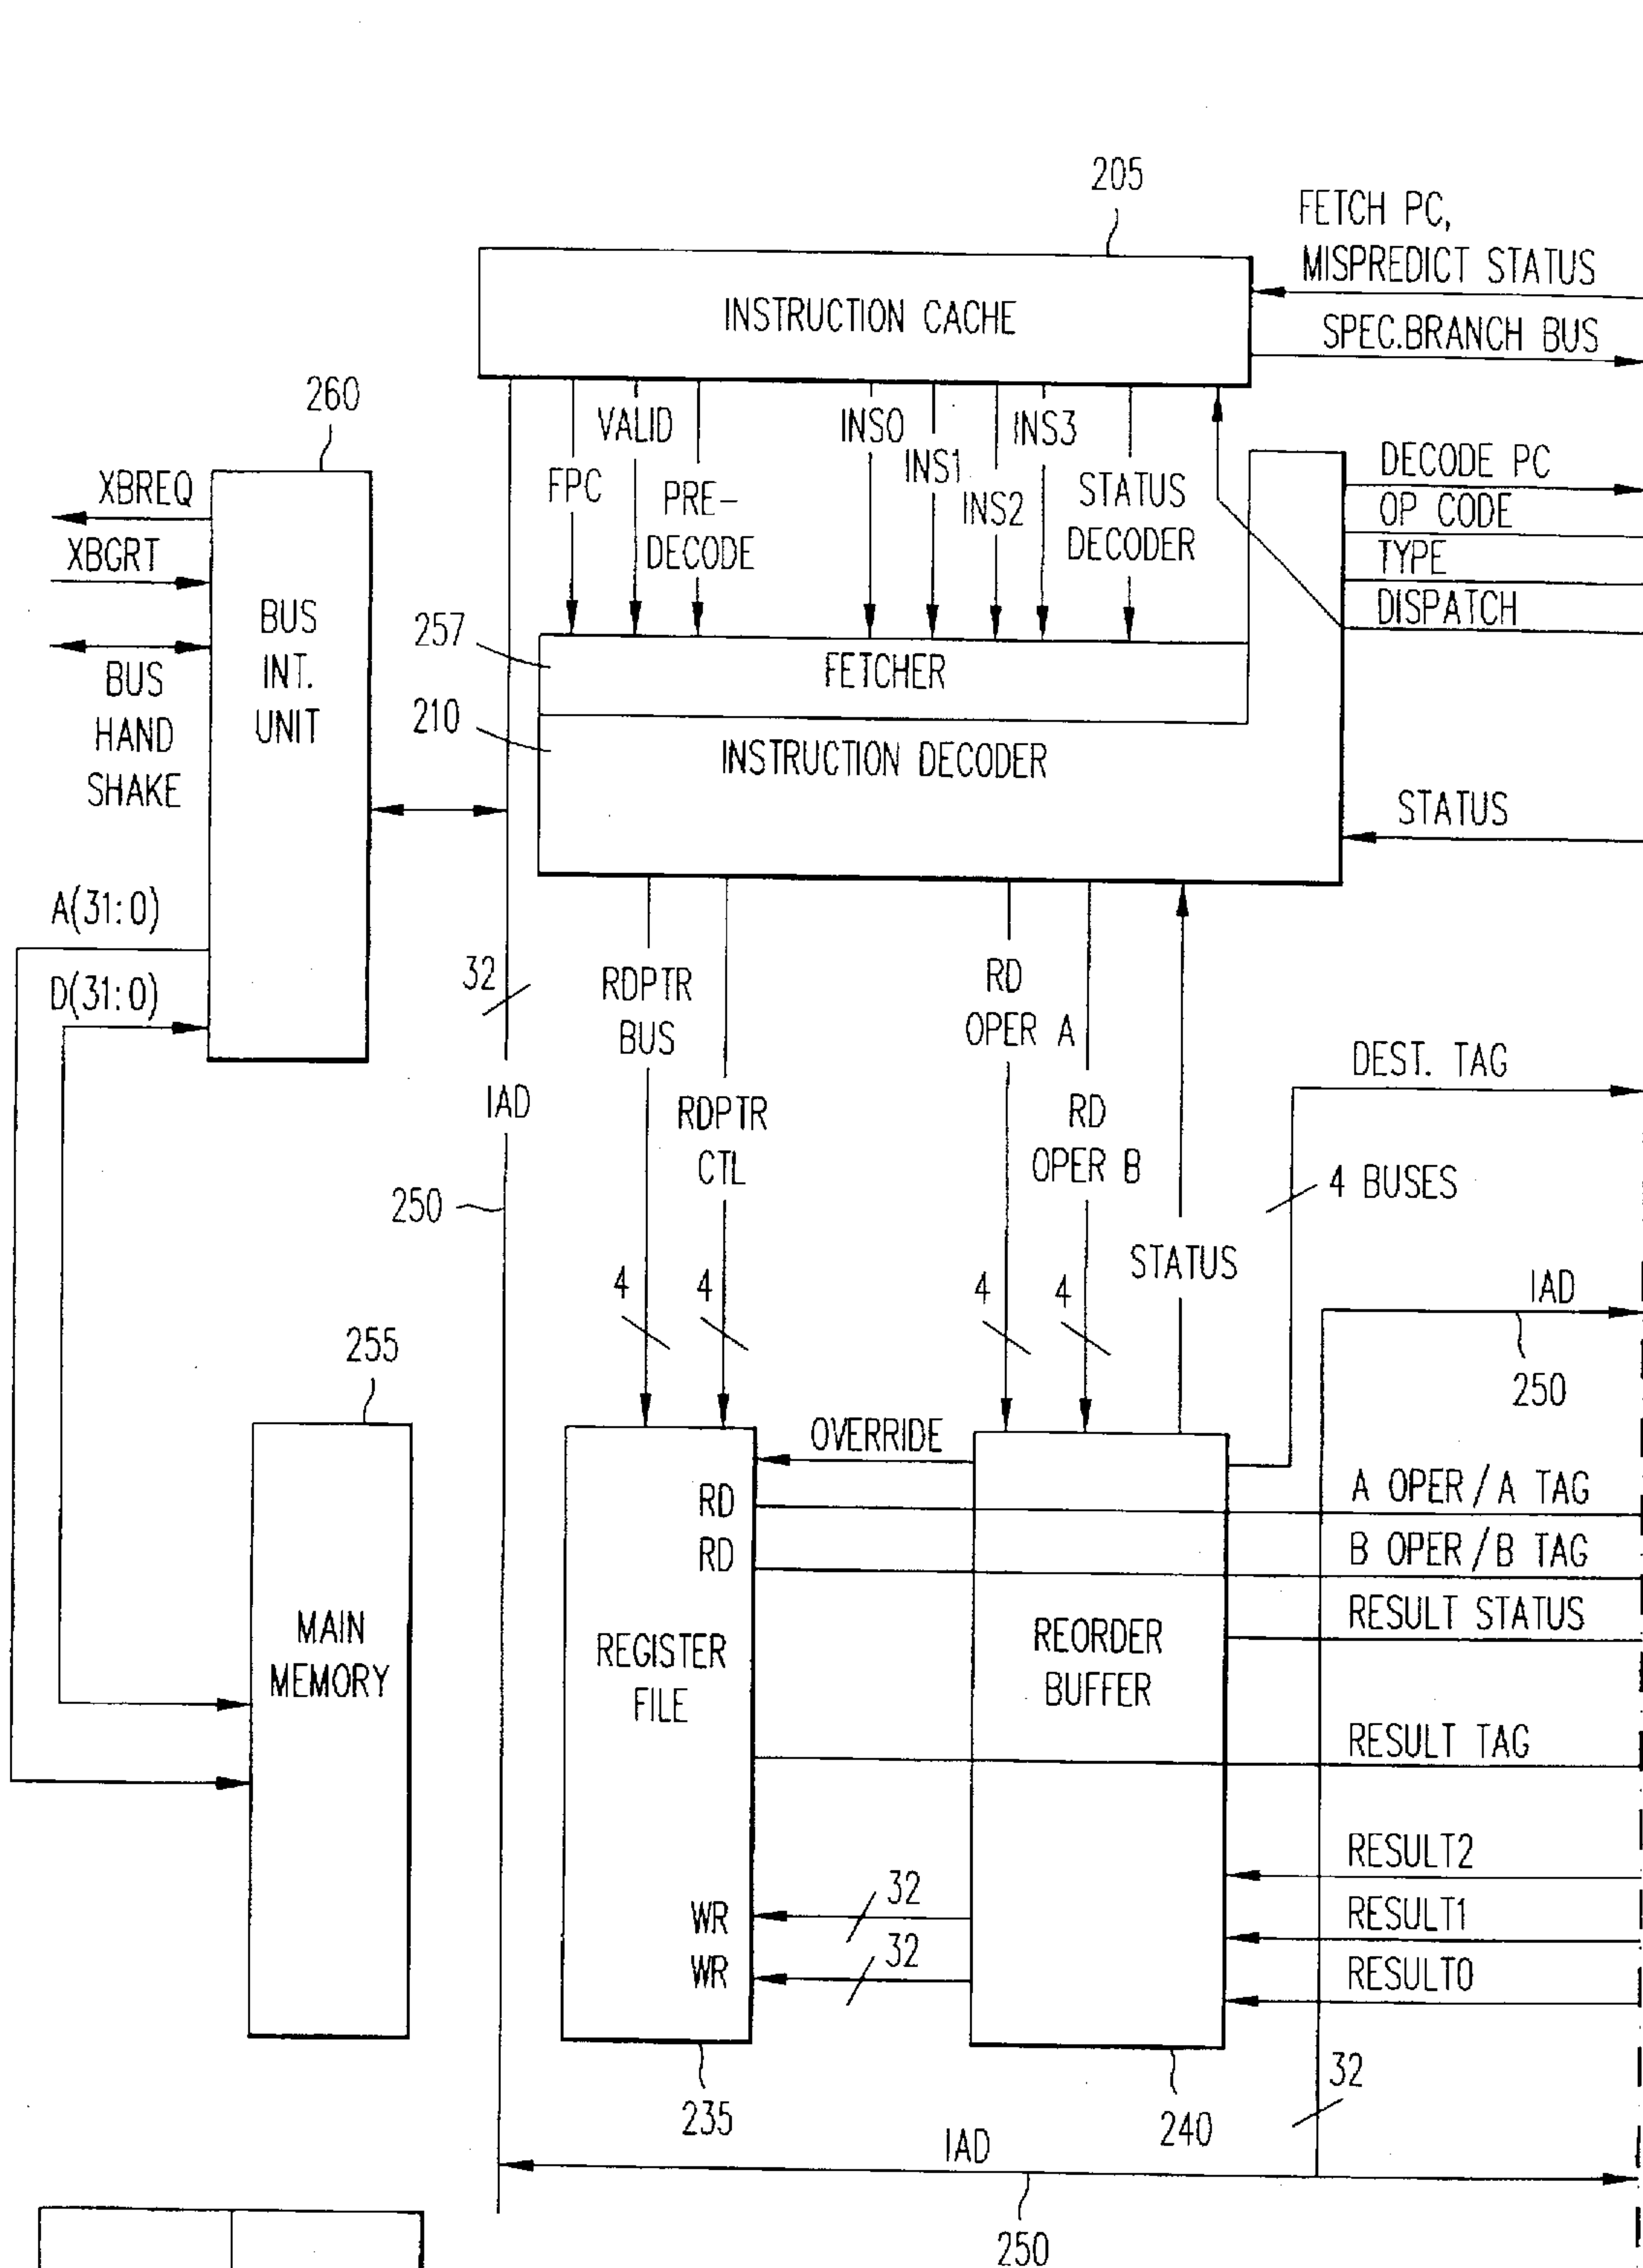 205
FETCH PC,
MISPREDICT STATUS
INSTRUCTION CACHE
SPEC.BRANCH BUS
260
VALID
INS0
INS3
FPC
INS1
XBREQ
PRE-
DECODE
INS2
STATUS
DECODER
DECODE PC
OP CODE
TYPE
DISPATCH
XBGRT
BUS
INT.
UNIT
257
FETCHER
BUS
HAND
SHAKE
210
INSTRUCTION DECODER
STATUS
A(31:0)
D(31:0)
32
RDPTR
BUS
RD
OPER A
IAD
RDPTR
CTL
RD
OPER B
DEST. TAG
4 BUSES
250
STATUS
4
4
4
4
IAD
250
255
OVERRIDE
RD
A OPER/A TAG
RD
B OPER/B TAG
MAIN
MEMORY
REGISTER
FILE
REORDER
BUFFER
RESULT STATUS
RESULT TAG
RESULT2
WR
32
RESULT1
WR
32
RESULT0
32
235
240
IAD
250